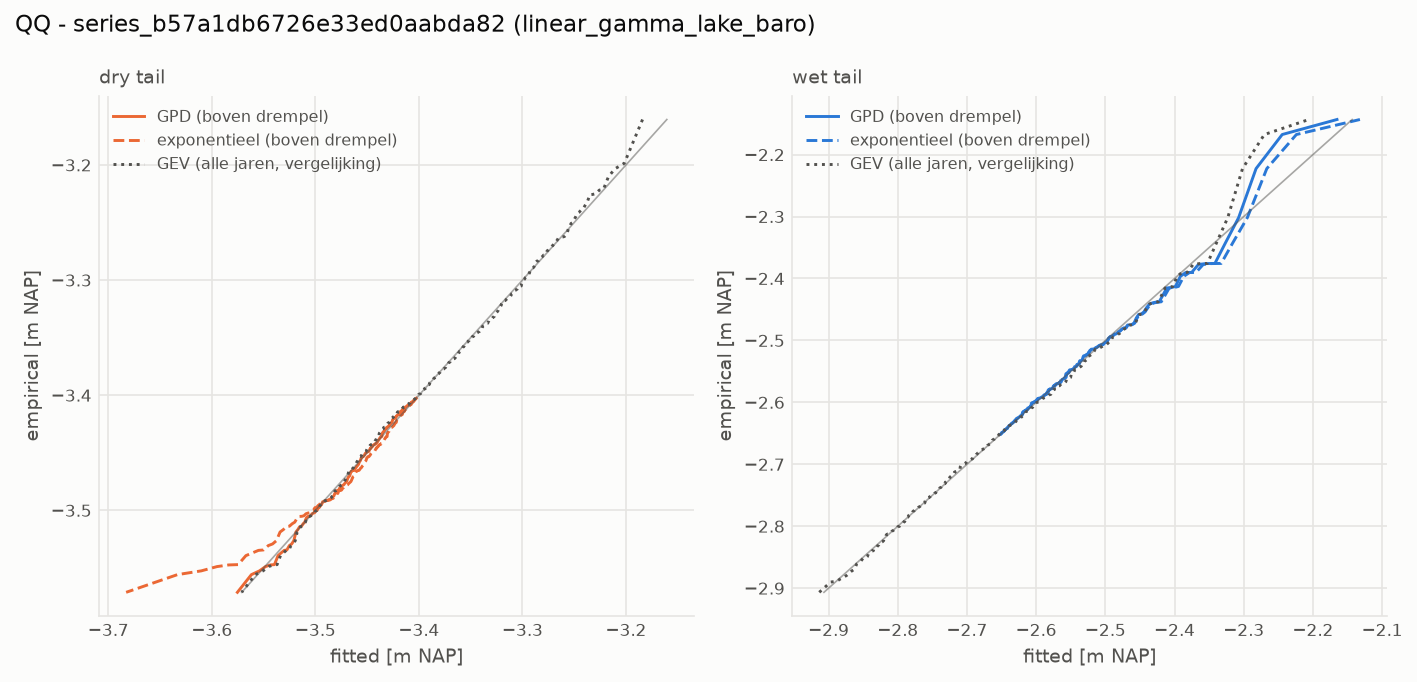 QQ - series_b57a1db6726e33ed0aabda82 (linear_gamma_lake_baro)
dry tail
GPD (boven drempel)
exponentieel (boven drempel)
GEV (alle jaren, vergelijking)
−3.2
−3.3
−3.4
−3.5
−3.7 −3.6 −3.5 −3.4 −3.3 −3.2
fitted [m NAP]
empirical [m NAP]
wet tail
GPD (boven drempel)
exponentieel (boven drempel)
GEV (alle jaren, vergelijking)
−2.2
−2.3
−2.4
−2.5
−2.6
−2.7
−2.8
−2.9
−2.9 −2.8 −2.7 −2.6 −2.5 −2.4 −2.3 −2.2 −2.1
fitted [m NAP]
empirical [m NAP]